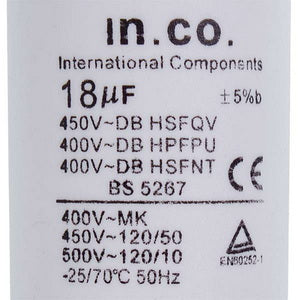 in.co.
International Components
18µF ±5%b
450V~DB HSFQV
400V~DB HPFPU
400V~DB HSFNT
BS 5267
CE
400V~MK
450V~120/50
500V~120/10
-25/70°C 50Hz
EN60252-1